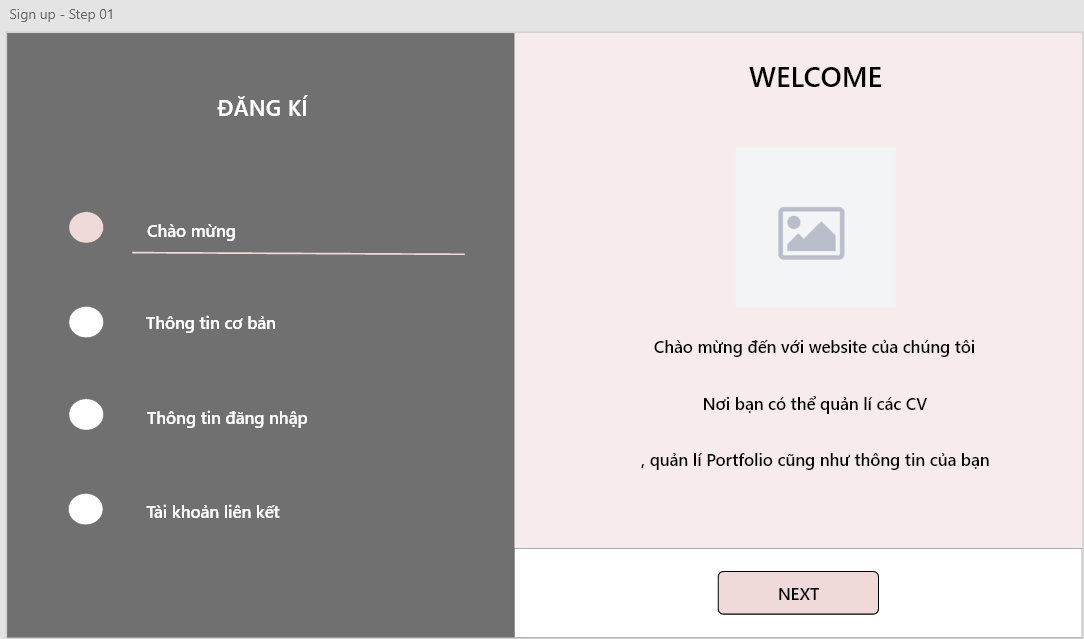 Sign up - Step 01
ĐĂNG KÍ
Chào mừng
Thông tin cơ bản
Thông tin đăng nhập
Tài khoản liên kết
WELCOME
Chào mừng đến với website của chúng tôi
Nơi bạn có thể quản lí các CV
, quản lí Portfolio cũng như thông tin của bạn
NEXT